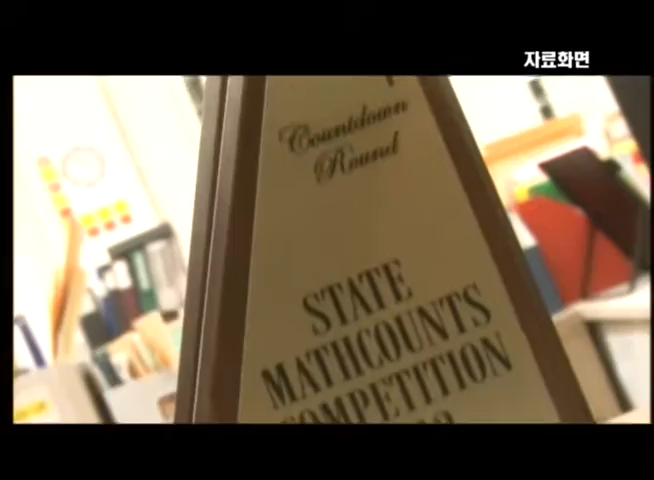 자료화면
Countdown
Round
STATE
MATHCOUNTS
COMPETITION